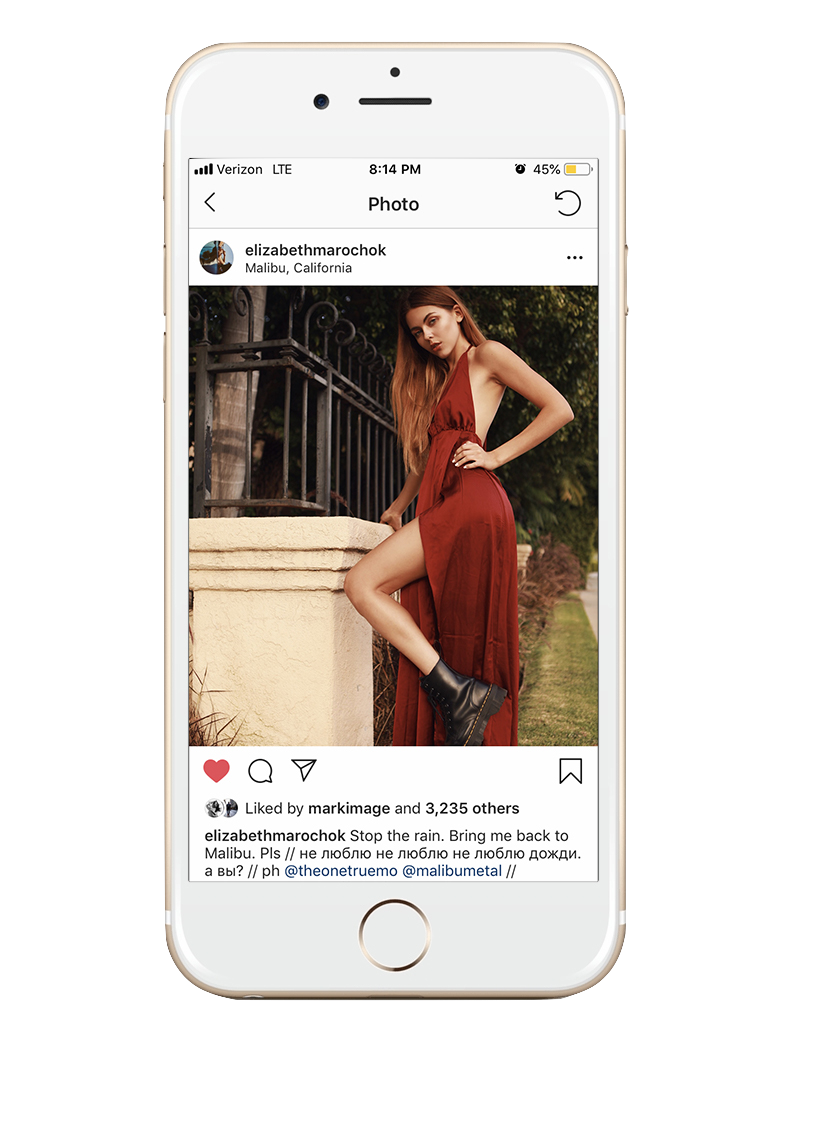 Verizon LTE 8:14 PM 45%
Photo
elizabethmarochok
Malibu, California
Liked by markimage and 3,235 others
elizabethmarochok Stop the rain. Bring me back to
Malibu. Pls // не люблю не люблю не люблю дожди.
а вы? // ph @theonetruemo @malibumetal //